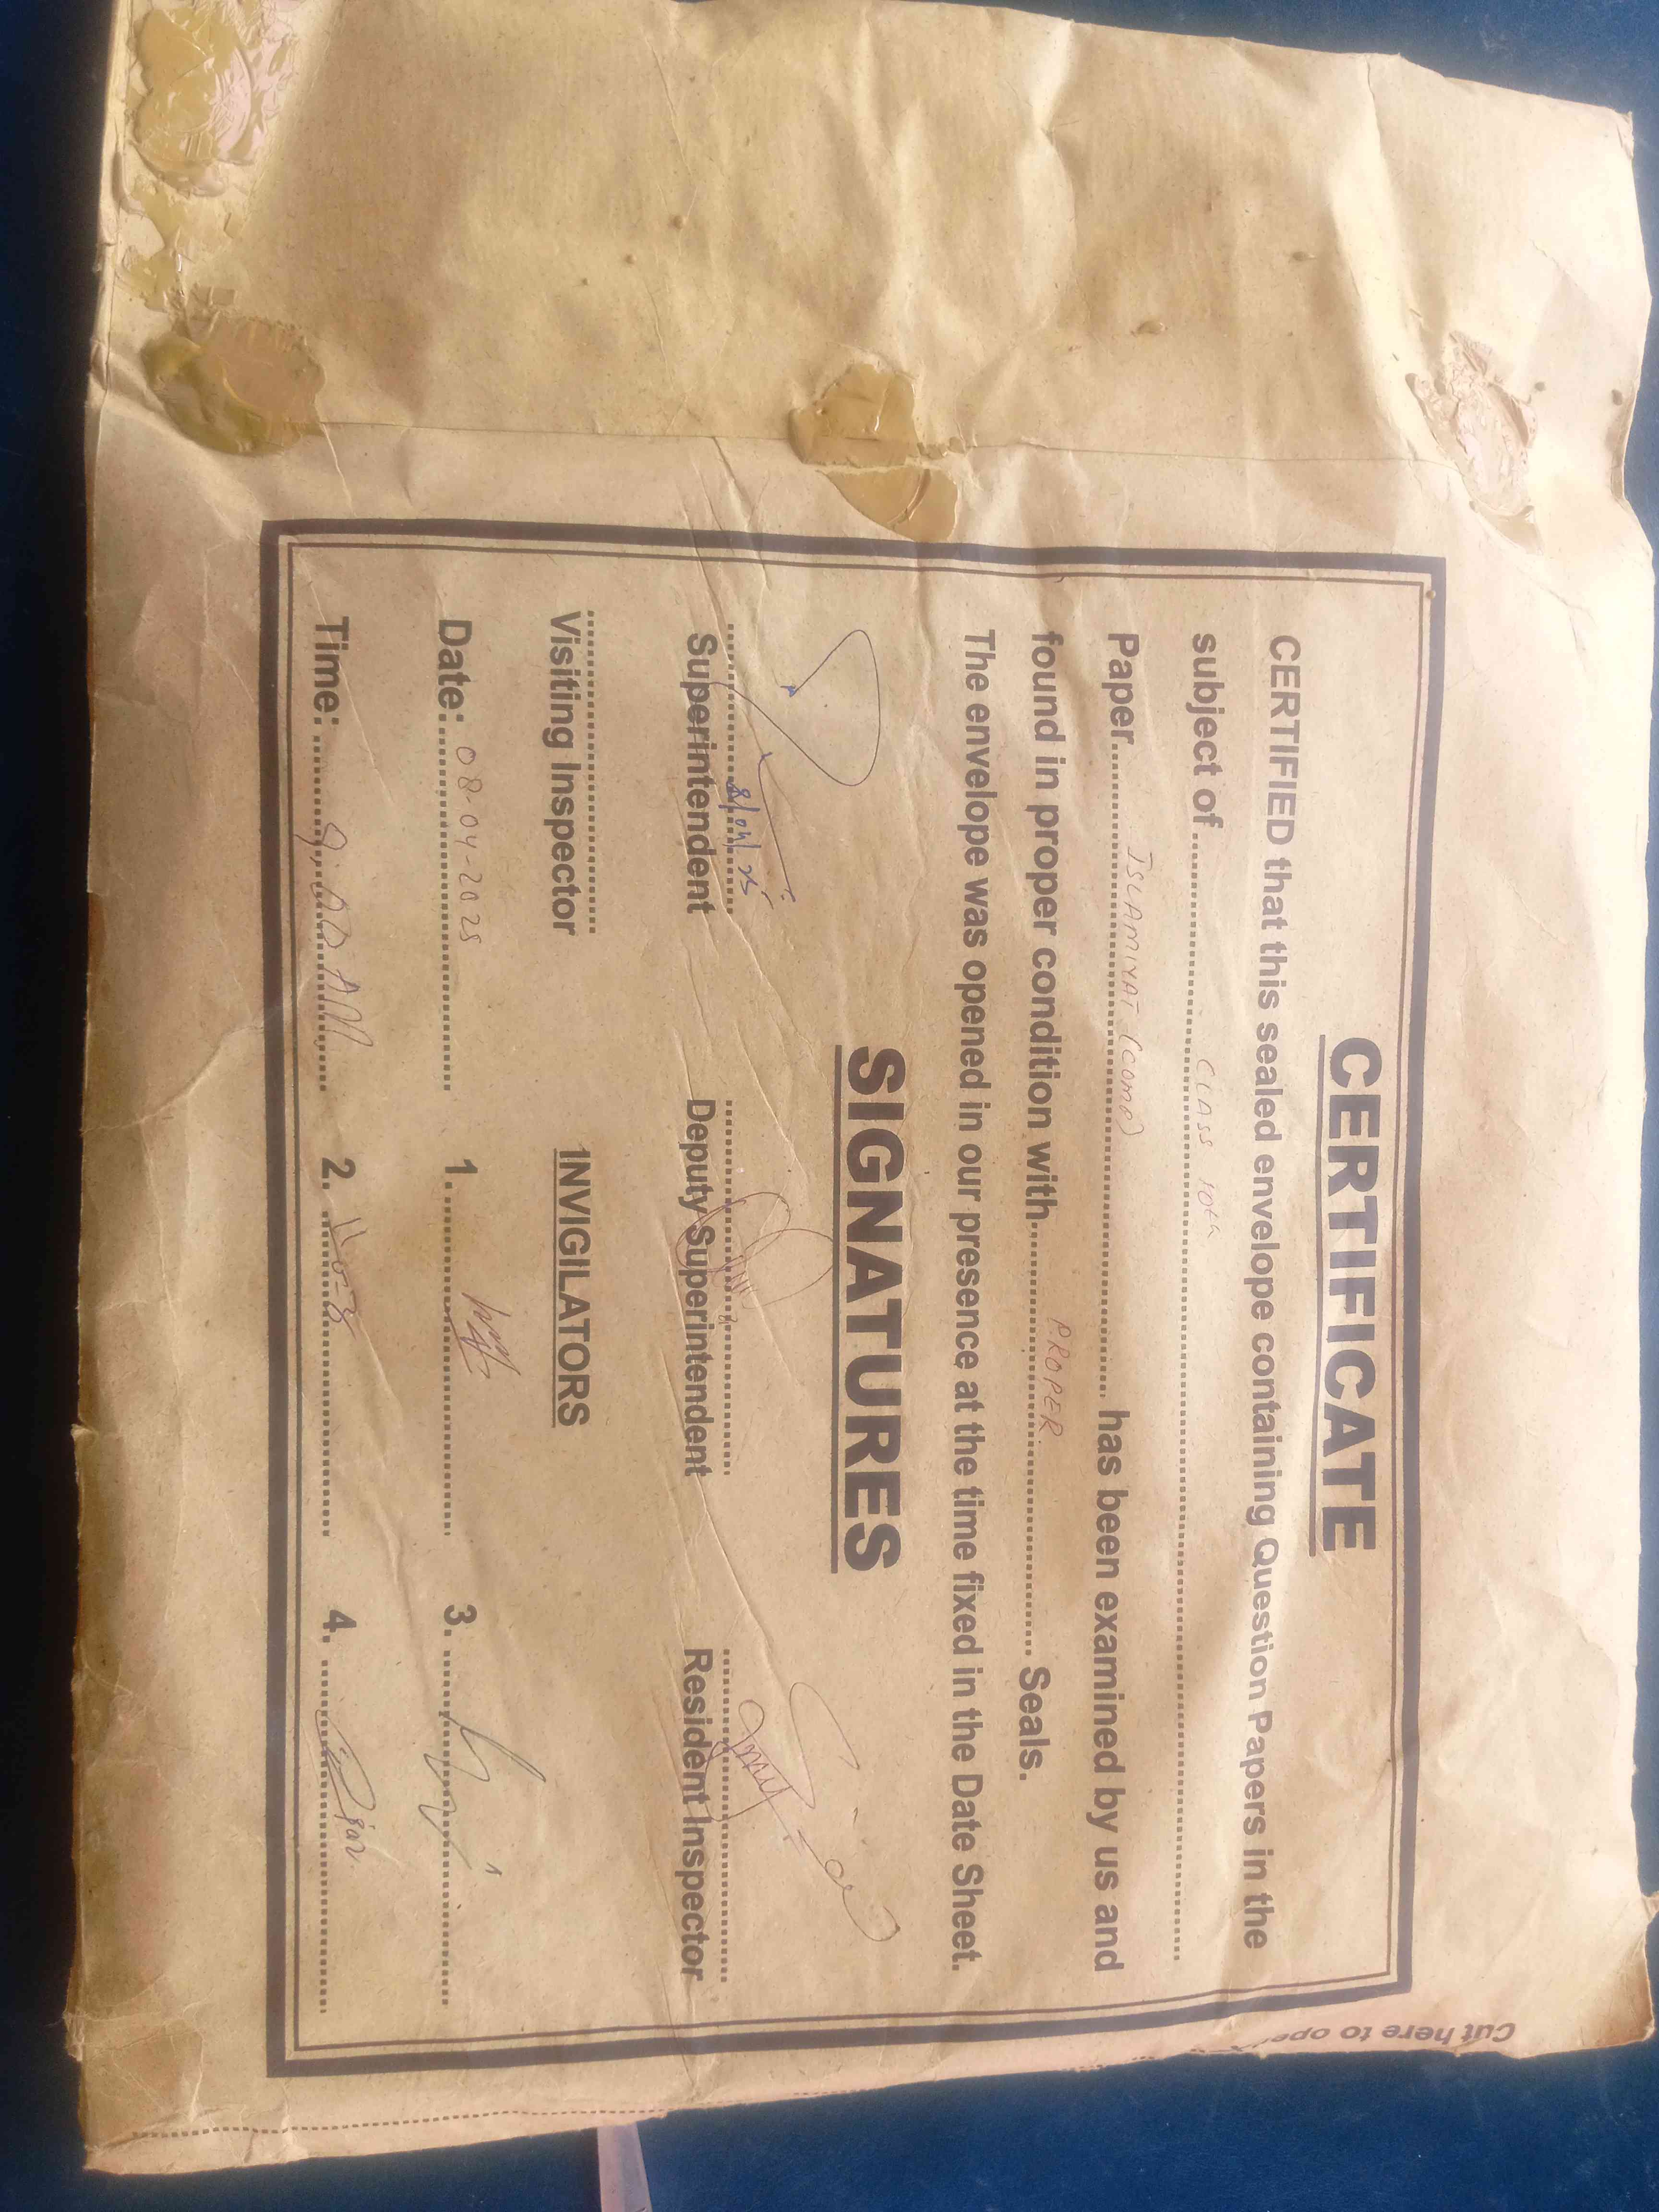 CERTIFICATE
CERTIFIED that this sealed envelope containing Question Papers in the
subject of .......... CLASS 10th ..........
Paper.......... ISLAMIYAT (COMP) .......... has been examined by us and
found in proper condition with.......... PROPER .......... Seals.
The envelope was opened in our presence at the time fixed in the Date Sheet.
SIGNATURES
8/04/25
Superintendent Deputy Superintendent Resident Inspector
Visiting Inspector INVIGILATORS
Date: 08-04-2025 1. .......... 3. ..........
Time: 9:00 AM 2. .......... 4. ..........
Cut here to open